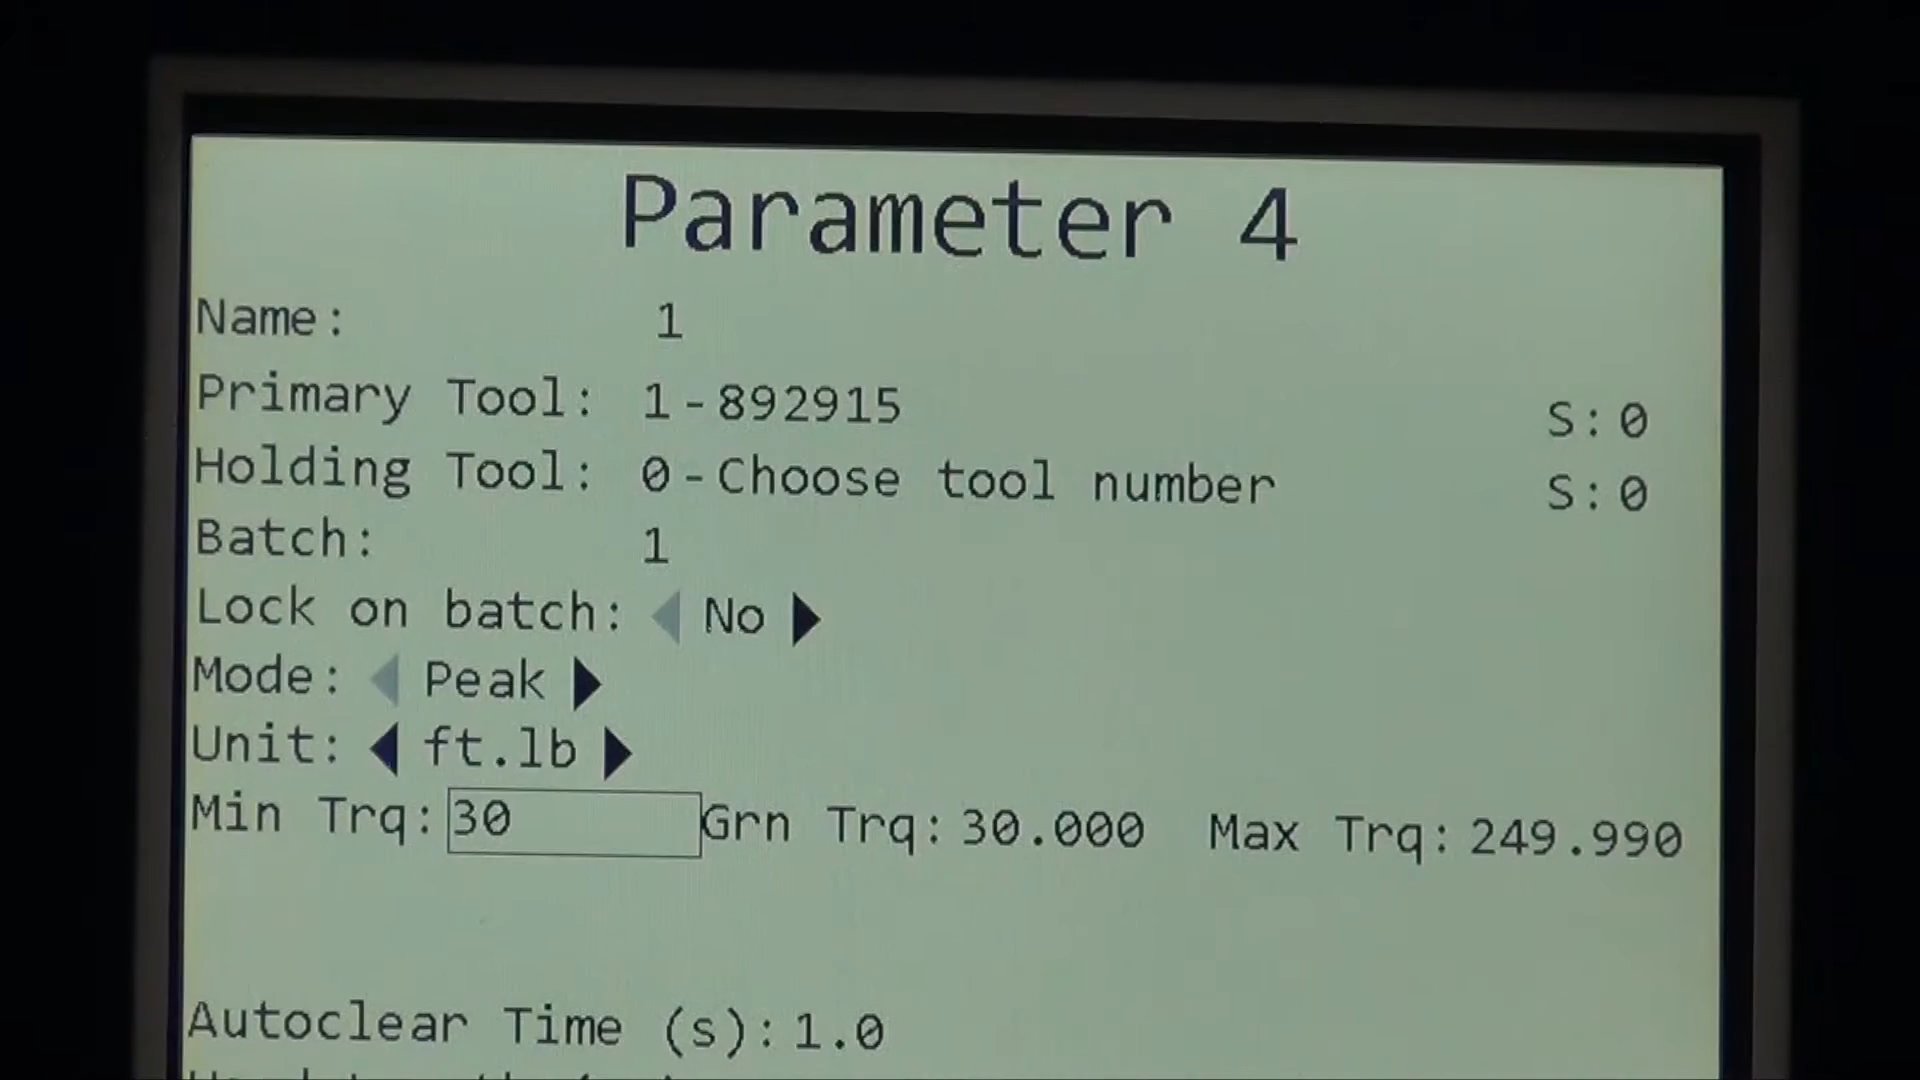 Parameter 4
Name: 1
Primary Tool: 1-892915 S:0
Holding Tool: 0-Choose tool number S:0
Batch: 1
Lock on batch: No
Mode: Peak
Unit: ft.lb
Min Trq: 30 Grn Trq: 30.000 Max Trq: 249.990
Autoclear Time (s): 1.0